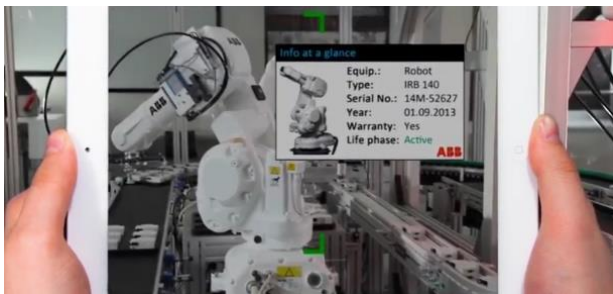 Info at a glance
Equip.: Robot
Type: IRB 140
Serial No.: 14M-52627
Year: 01.09.2013
Warranty: Yes
Life phase: Active
ABB
ABB
ABB